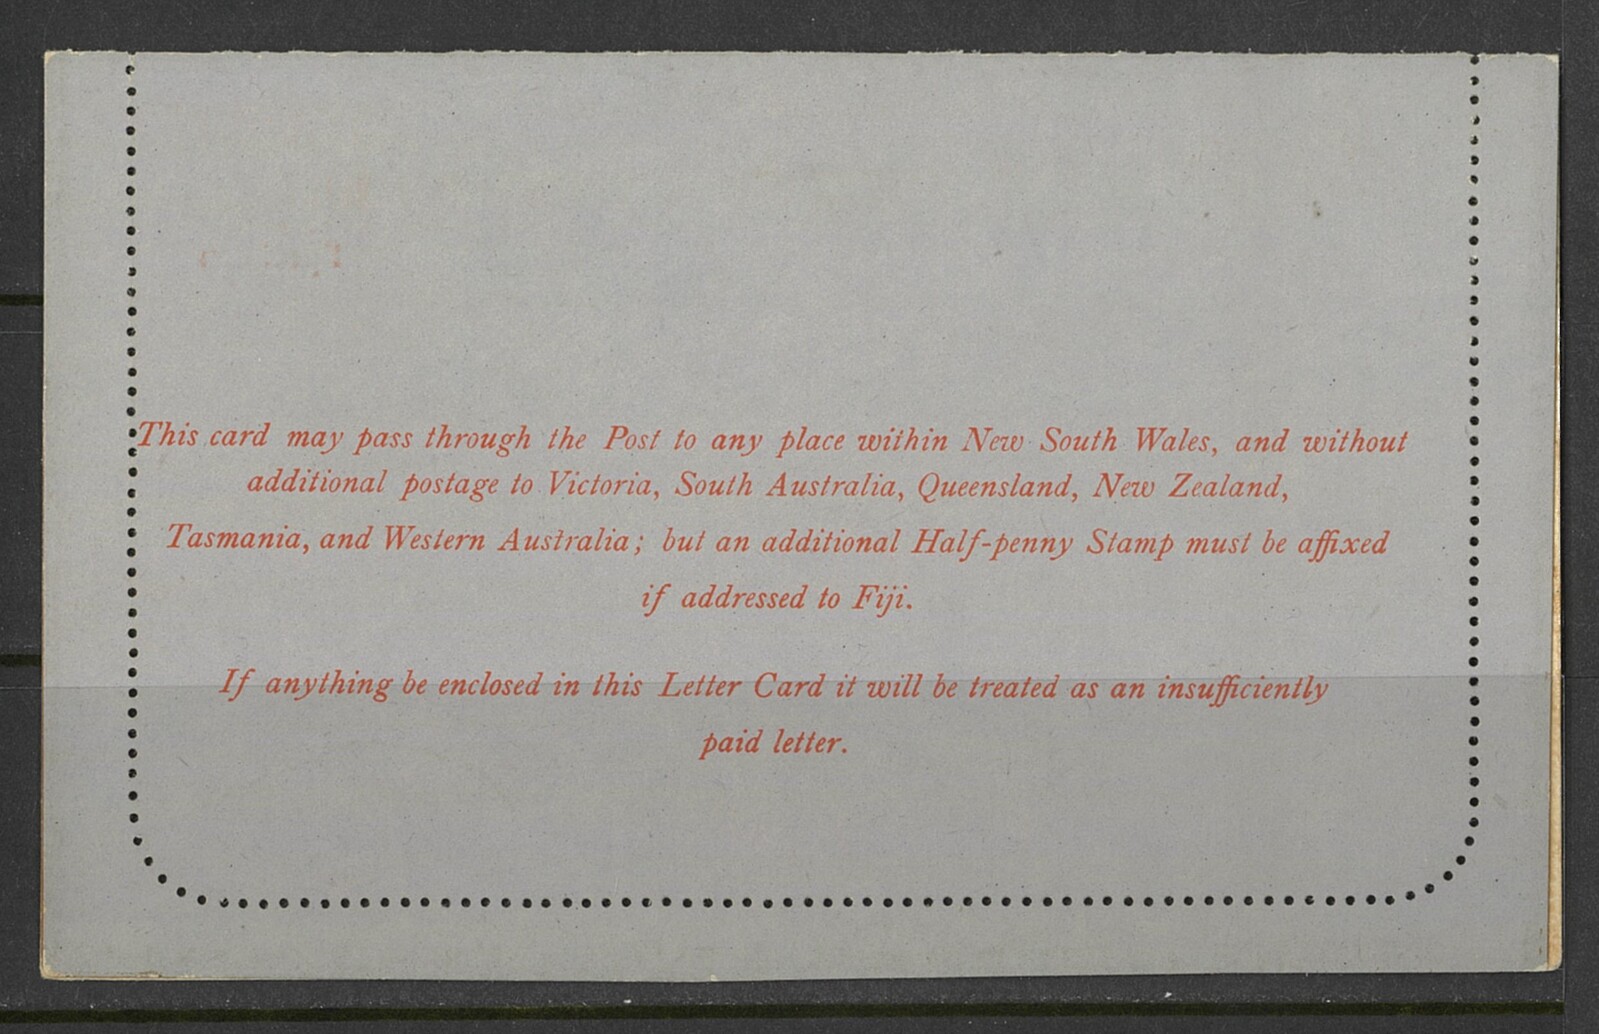 This card may pass through the Post to any place within New South Wales, and without
additional postage to Victoria, South Australia, Queensland, New Zealand,
Tasmania, and Western Australia; but an additional Half-penny Stamp must be affixed
if addressed to Fiji.
If anything be enclosed in this Letter Card it will be treated as an insufficiently
paid letter.